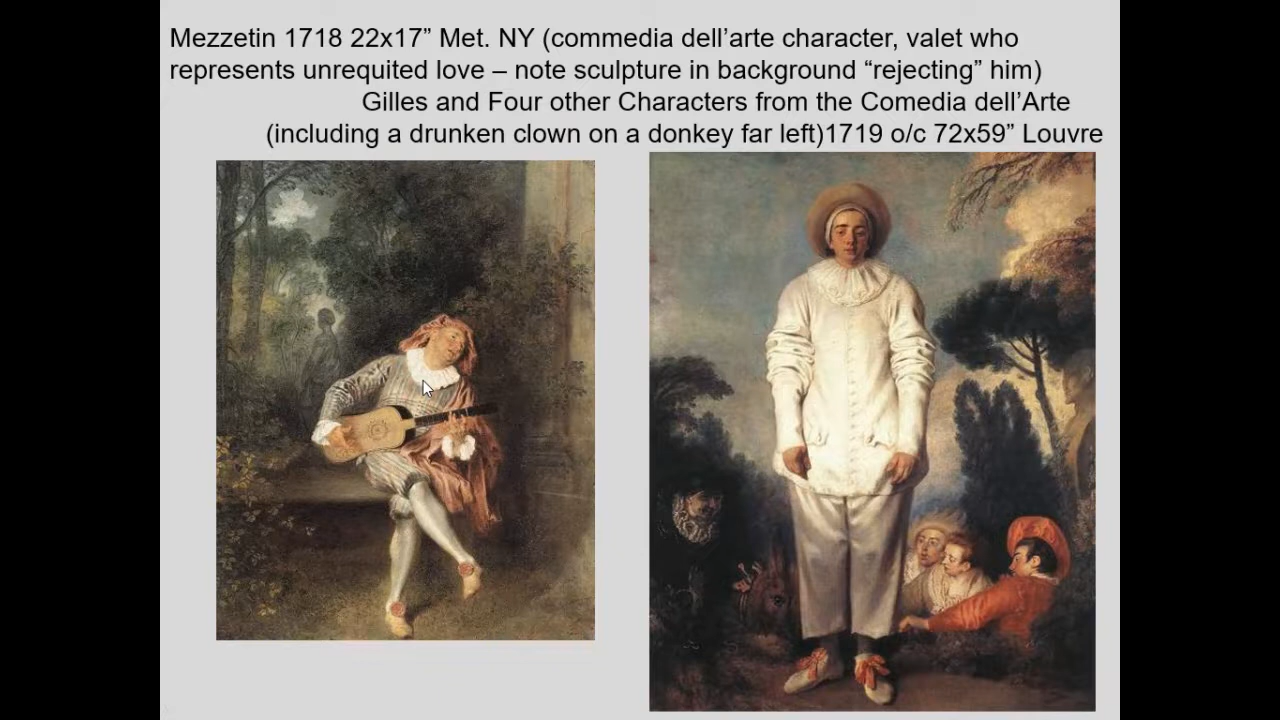 Mezzetin 1718 22x17” Met. NY (commedia dell’arte character, valet who
represents unrequited love – note sculpture in background “rejecting” him)
Gilles and Four other Characters from the Comedia dell’Arte
(including a drunken clown on a donkey far left)1719 o/c 72x59” Louvre